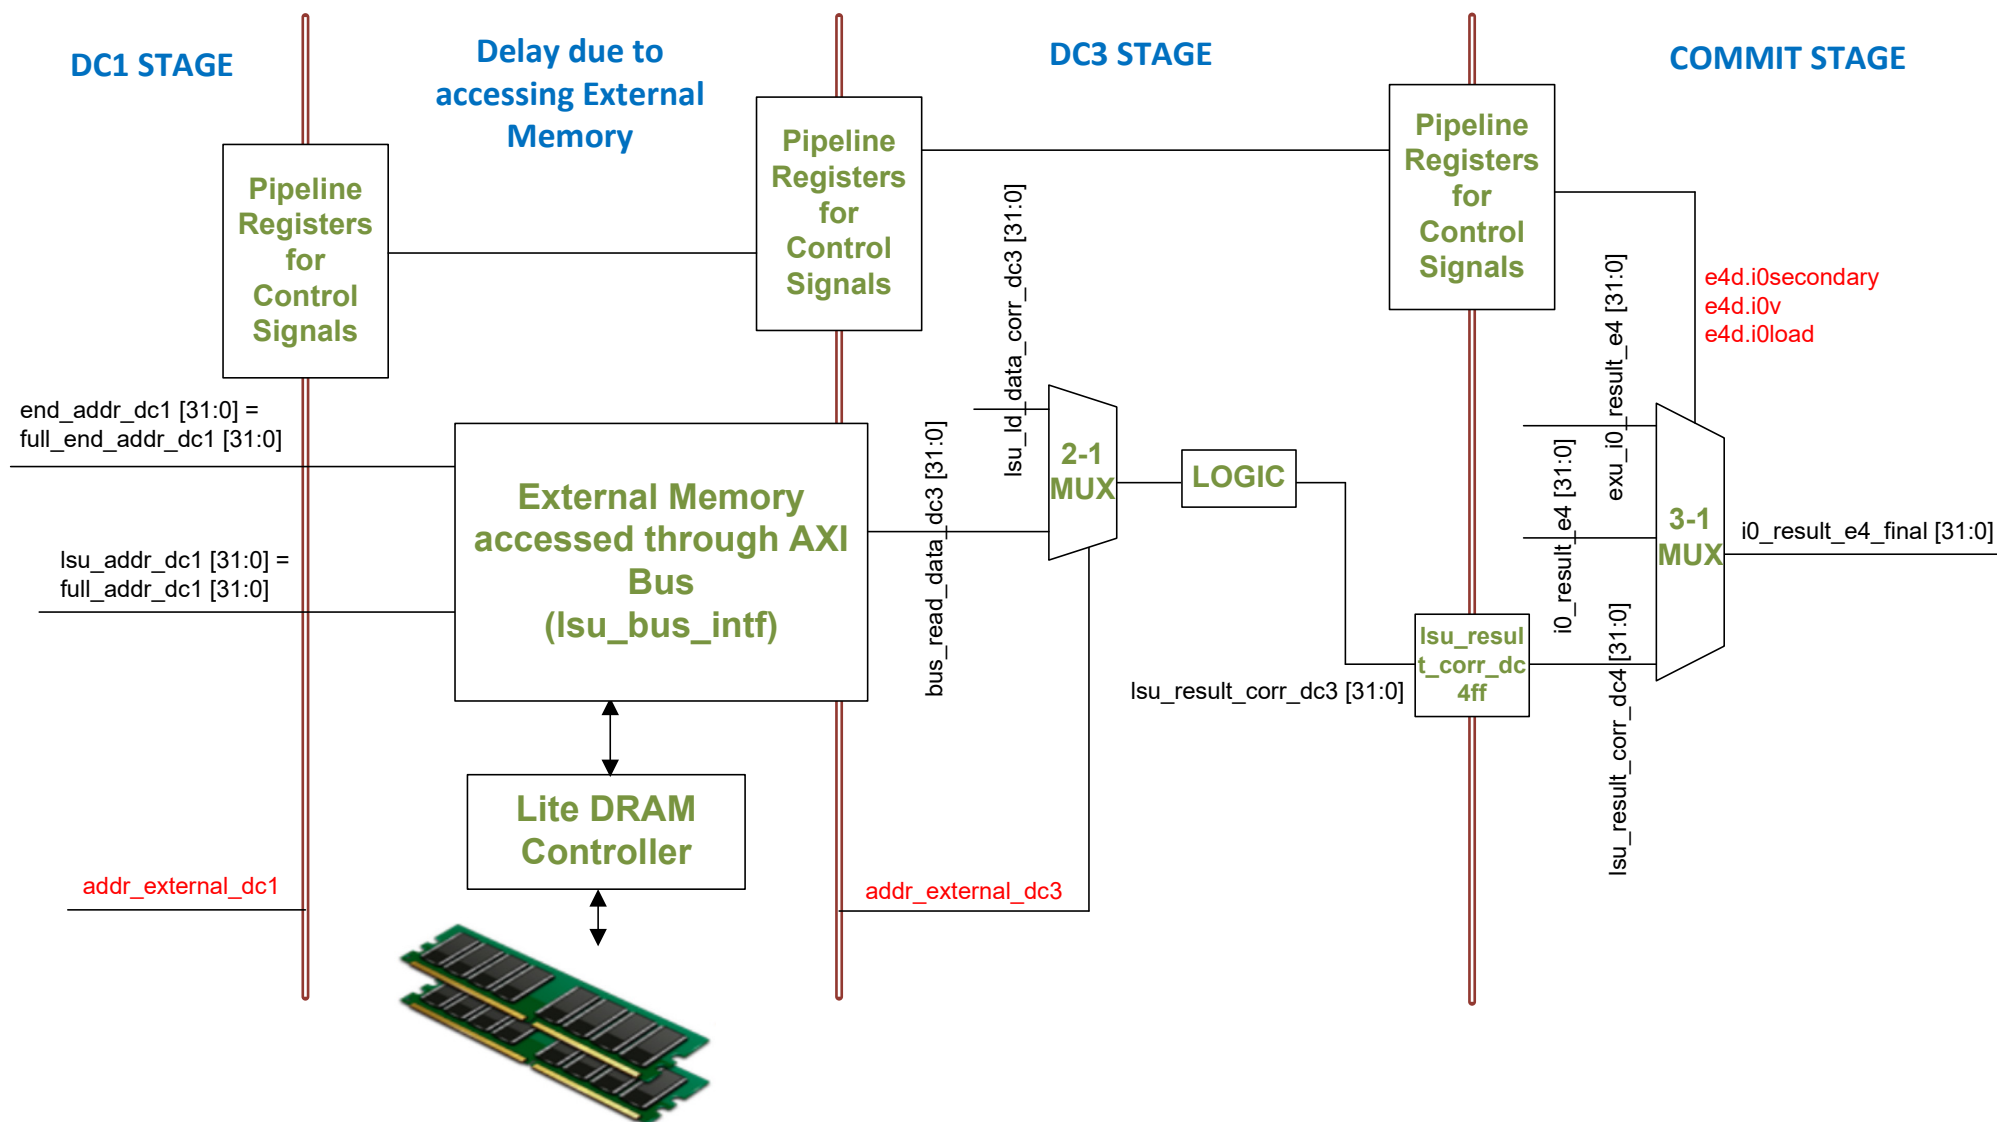 DC1 STAGE
Delay due to
accessing External
Memory
DC3 STAGE
COMMIT STAGE
Pipeline
Registers
for
Control
Signals
Pipeline
Registers
for
Control
Signals
Pipeline
Registers
for
Control
Signals
e4d.i0secondary
e4d.i0v
e4d.i0load
end_addr_dc1 [31:0] =
full_end_addr_dc1 [31:0]
lsu_addr_dc1 [31:0] =
full_addr_dc1 [31:0]
External Memory
accessed through AXI
Bus
(lsu_bus_intf)
bus_read_data_dc3 [31:0]
lsu_ld_data_corr_dc3 [31:0]
2-1
MUX
LOGIC
lsu_result_corr_dc3 [31:0]
lsu_resul
t_corr_dc
4ff
exu_i0_result_e4 [31:0]
i0_result_e4 [31:0]
lsu_result_corr_dc4 [31:0]
3-1
MUX
i0_result_e4_final [31:0]
Lite DRAM
Controller
addr_external_dc1
addr_external_dc3